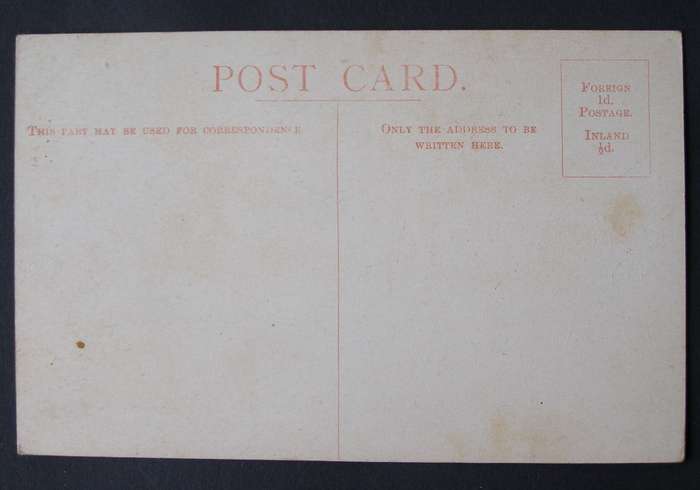 POST CARD.
THIS PART MAY BE USED FOR CORRESPONDENCE
ONLY THE ADDRESS TO BE
WRITTEN HERE.
FOREIGN
1d.
POSTAGE.
INLAND
½d.